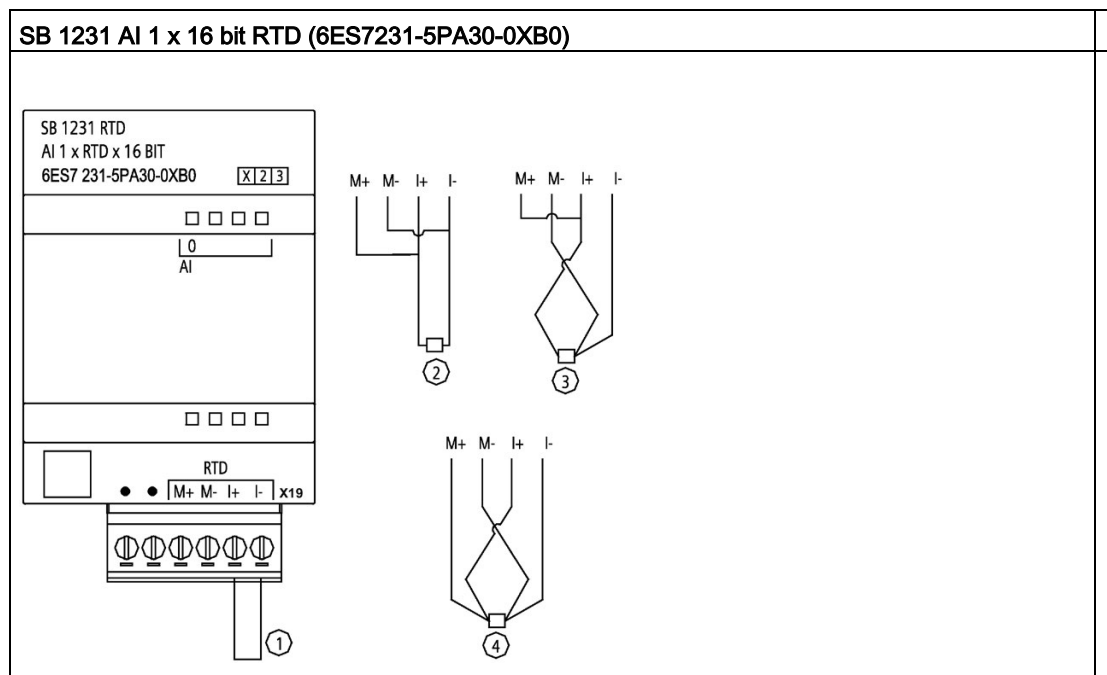 SB 1231 AI 1 x 16 bit RTD (6ES7231-5PA30-0XB0)
SB 1231 RTD
AI 1 x RTD x 16 BIT
6ES7 231-5PA30-0XB0 X 2 3
0
AI
RTD
M+ M- I+ I- X19
1
M+ M- I+ I-
2
M+ M- I+ I-
3
M+ M- I+ I-
4